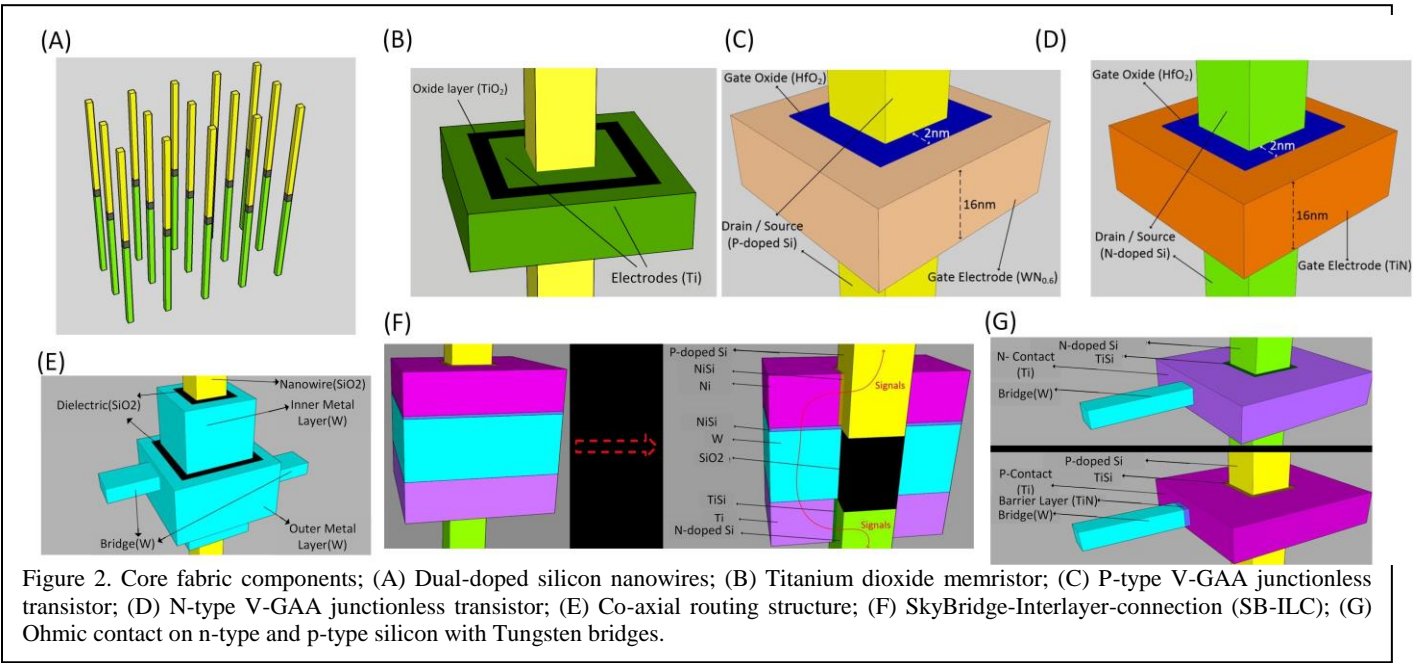 (A)
(B)
Oxide layer (TiO₂)
Electrodes (Ti)
(C)
Gate Oxide (HfO₂)
2nm
16nm
Drain / Source
(P-doped Si)
Gate Electrode (WN₀.₆)
(D)
Gate Oxide (HfO₂)
2nm
16nm
Drain / Source
(N-doped Si)
Gate Electrode (TiN)
(E)
Nanowire(SiO2)
Dielectric(SiO2)
Inner Metal
Layer(W)
Outer Metal
Layer(W)
Bridge(W)
(F)
P-doped Si
NiSi
Ni
Signals
NiSi
W
SiO2
TiSi
Ti
N-doped Si
Signals
(G)
N-doped Si
TiSi
N- Contact
(Ti)
Bridge(W)
P-doped Si
TiSi
P-Contact
(Ti)
Barrier Layer (TiN)
Bridge(W)
Figure 2. Core fabric components; (A) Dual-doped silicon nanowires; (B) Titanium dioxide memristor; (C) P-type V-GAA junctionless
transistor; (D) N-type V-GAA junctionless transistor; (E) Co-axial routing structure; (F) SkyBridge-Interlayer-connection (SB-ILC); (G)
Ohmic contact on n-type and p-type silicon with Tungsten bridges.